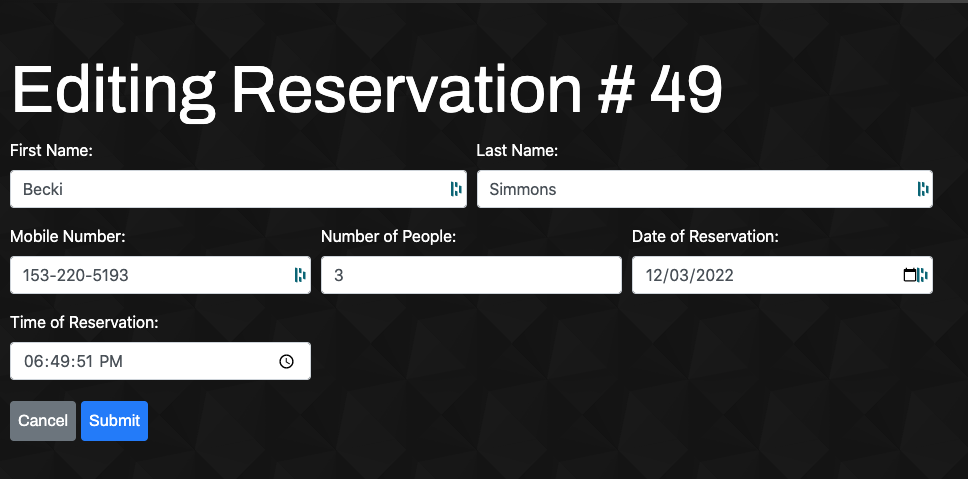 Editing Reservation # 49
First Name: Last Name:
Becki Simmons
Mobile Number: Number of People: Date of Reservation:
153-220-5193 3 12/03/2022
Time of Reservation:
06:49:51 PM
Cancel Submit